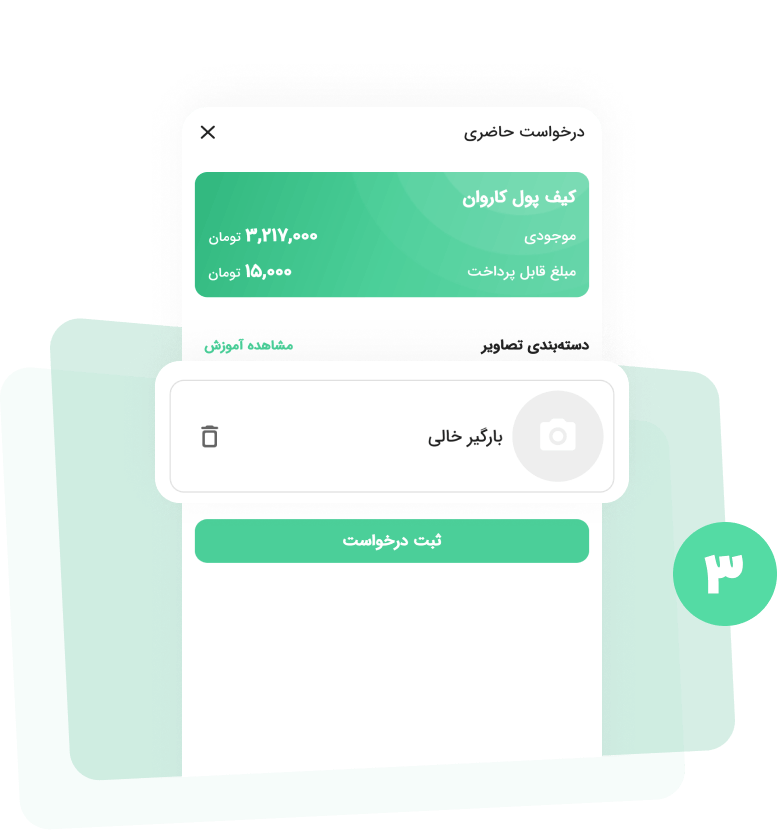 درخواست حاضری
کیف پول کاروان
موجودی ۳,۲۱۷,۰۰۰ تومان
مبلغ قابل پرداخت ۱۵,۰۰۰ تومان
دسته‌بندی تصاویر مشاهده آموزش
بارگیر خالی
ثبت درخواست
۳